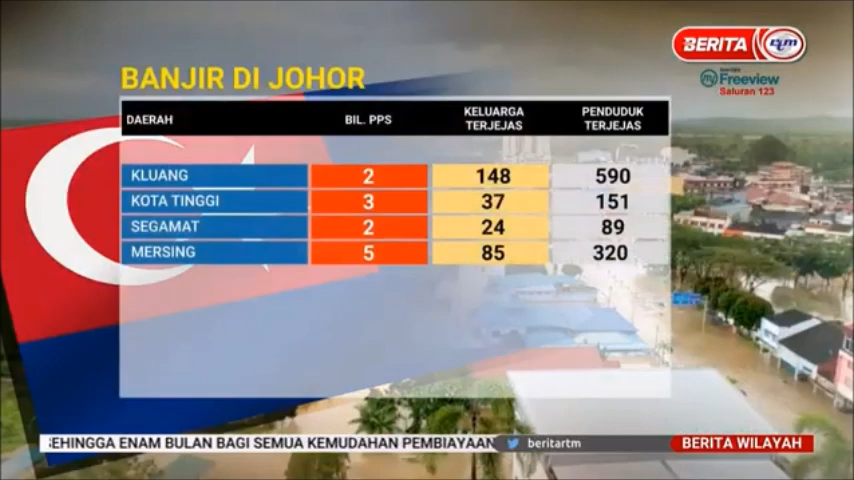 BERITA rtm
Freeview
Saluran 123
BANJIR DI JOHOR
DAERAH BIL. PPS KELUARGA TERJEJAS PENDUDUK TERJEJAS
KLUANG 2 148 590
KOTA TINGGI 3 37 151
SEGAMAT 2 24 89
MERSING 5 85 320
SEHINGGA ENAM BULAN BAGI SEMUA KEMUDAHAN PEMBIAYAAN beritartm BERITA WILAYAH